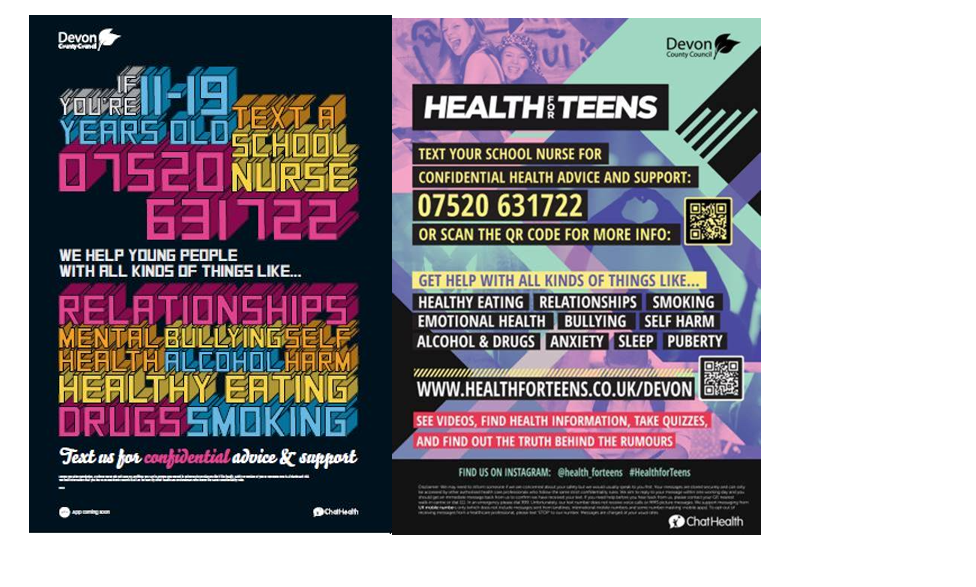 Devon
County Council
IF
YOU'RE 11-19
YEARS OLD
TEXT A
SCHOOL
NURSE
07520
631722
WE HELP YOUNG PEOPLE
WITH ALL KINDS OF THINGS LIKE...
RELATIONSHIPS
MENTAL BULLYING SELF
HEALTH ALCOHOL HARM
HEALTHY EATING
DRUGS SMOKING
Text us for confidential advice & support
app coming soon
ChatHealth
Devon
County Council
HEALTH FOR TEENS
TEXT YOUR SCHOOL NURSE FOR
CONFIDENTIAL HEALTH ADVICE AND SUPPORT:
07520 631722
OR SCAN THE QR CODE FOR MORE INFO:
GET HELP WITH ALL KINDS OF THINGS LIKE...
HEALTHY EATING RELATIONSHIPS SMOKING
EMOTIONAL HEALTH BULLYING SELF HARM
ALCOHOL & DRUGS ANXIETY SLEEP PUBERTY
WWW.HEALTHFORTEENS.CO.UK/DEVON
SEE VIDEOS, FIND HEALTH INFORMATION, TAKE QUIZZES,
AND FIND OUT THE TRUTH BEHIND THE RUMOURS
FIND US ON INSTAGRAM: @health_forteens #HealthforTeens
ChatHealth